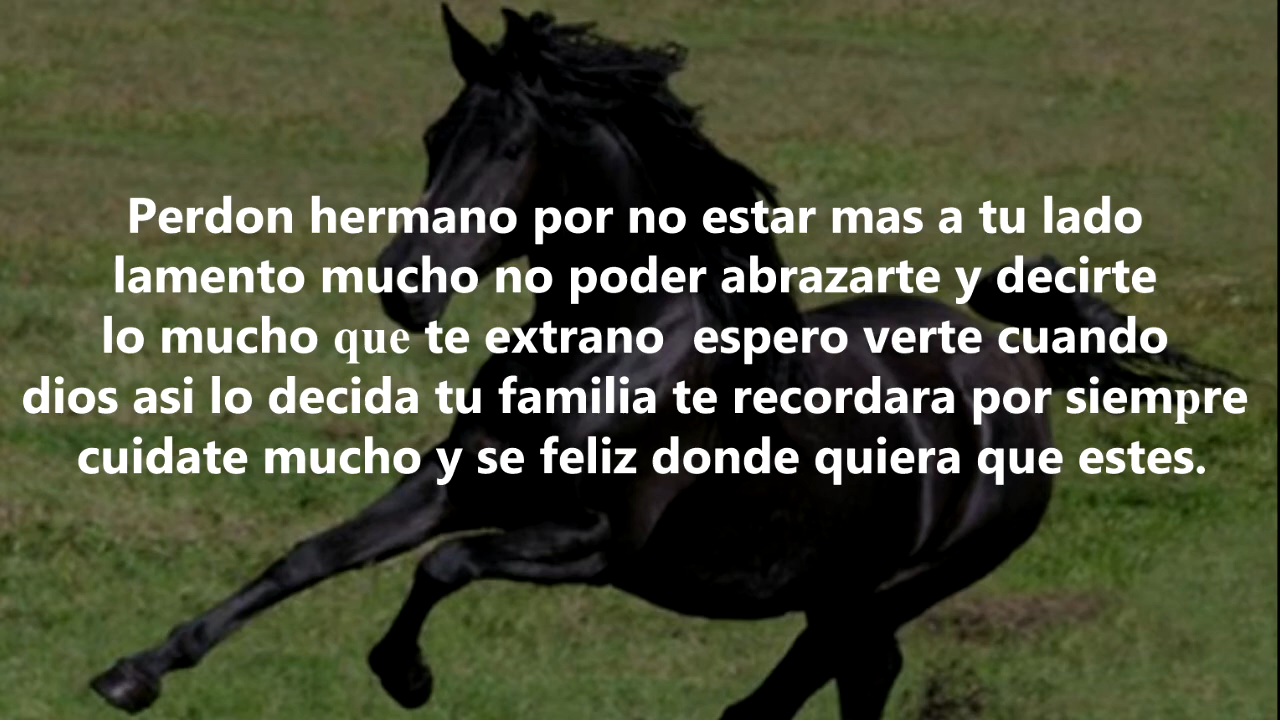 Perdon hermano por no estar mas a tu lado
lamento mucho no poder abrazarte y decirte
lo mucho que te extrano espero verte cuando
dios asi lo decida tu familia te recordara por siempre
cuidate mucho y se feliz donde quiera que estes.